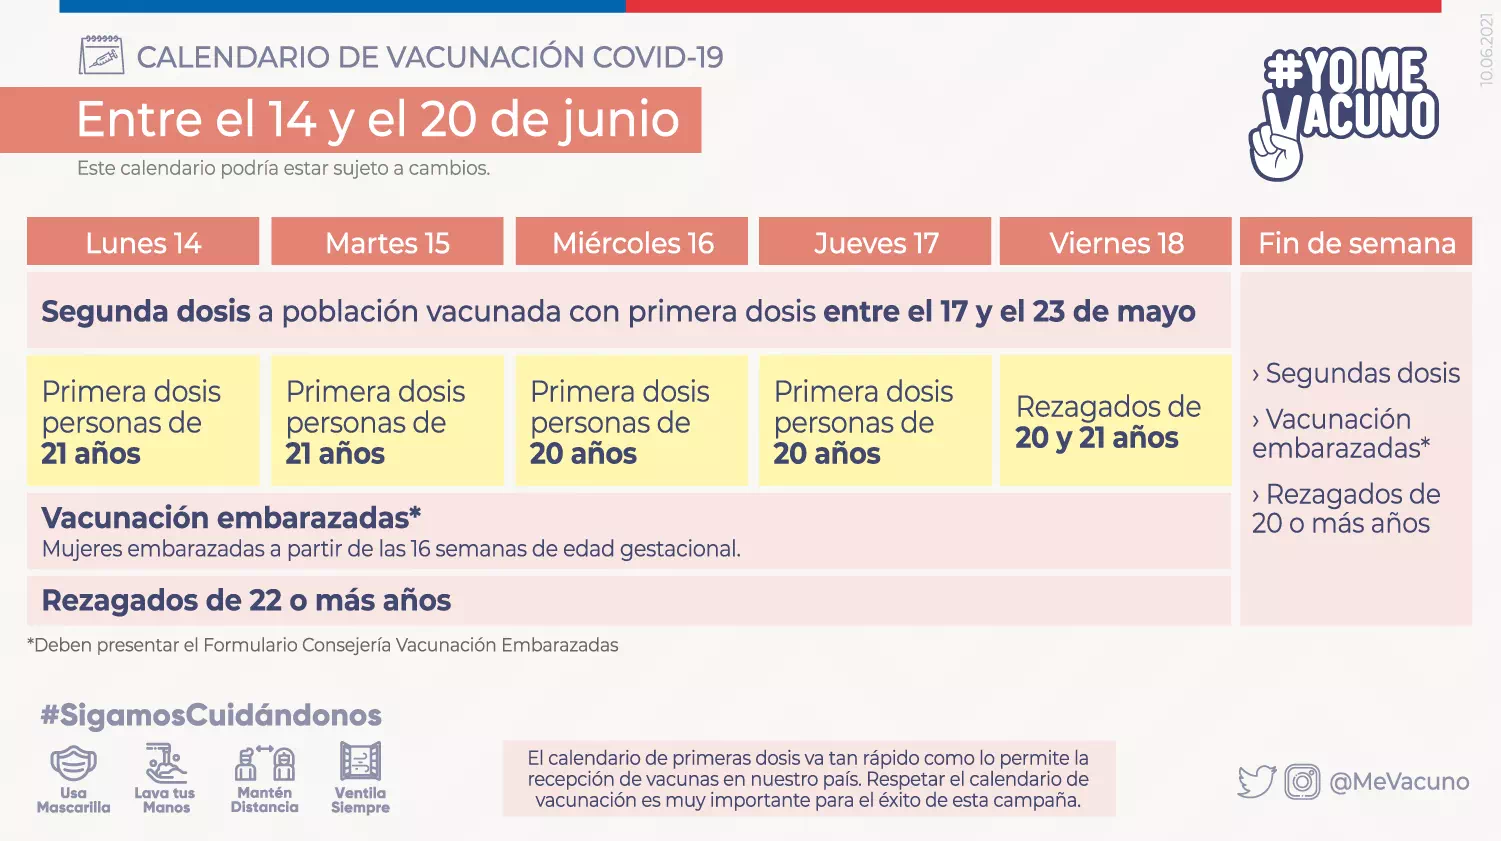 10.06.2021
CALENDARIO DE VACUNACIÓN COVID-19
#YO ME
VACUNO
Entre el 14 y el 20 de junio
Este calendario podría estar sujeto a cambios.
Lunes 14
Martes 15
Miércoles 16
Jueves 17
Viernes 18
Fin de semana
Segunda dosis a población vacunada con primera dosis entre el 17 y el 23 de mayo
Primera dosis
personas de
21 años
Primera dosis
personas de
21 años
Primera dosis
personas de
20 años
Primera dosis
personas de
20 años
Rezagados de
20 y 21 años
› Segundas dosis
› Vacunación
embarazadas*
› Rezagados de
20 o más años
Vacunación embarazadas*
Mujeres embarazadas a partir de las 16 semanas de edad gestacional.
Rezagados de 22 o más años
*Deben presentar el Formulario Consejería Vacunación Embarazadas
#SigamosCuidándonos
Usa
Mascarilla
Lava tus
Manos
Mantén
Distancia
Ventila
Siempre
El calendario de primeras dosis va tan rápido como lo permite la
recepción de vacunas en nuestro país. Respetar el calendario de
vacunación es muy importante para el éxito de esta campaña.
@MeVacuno